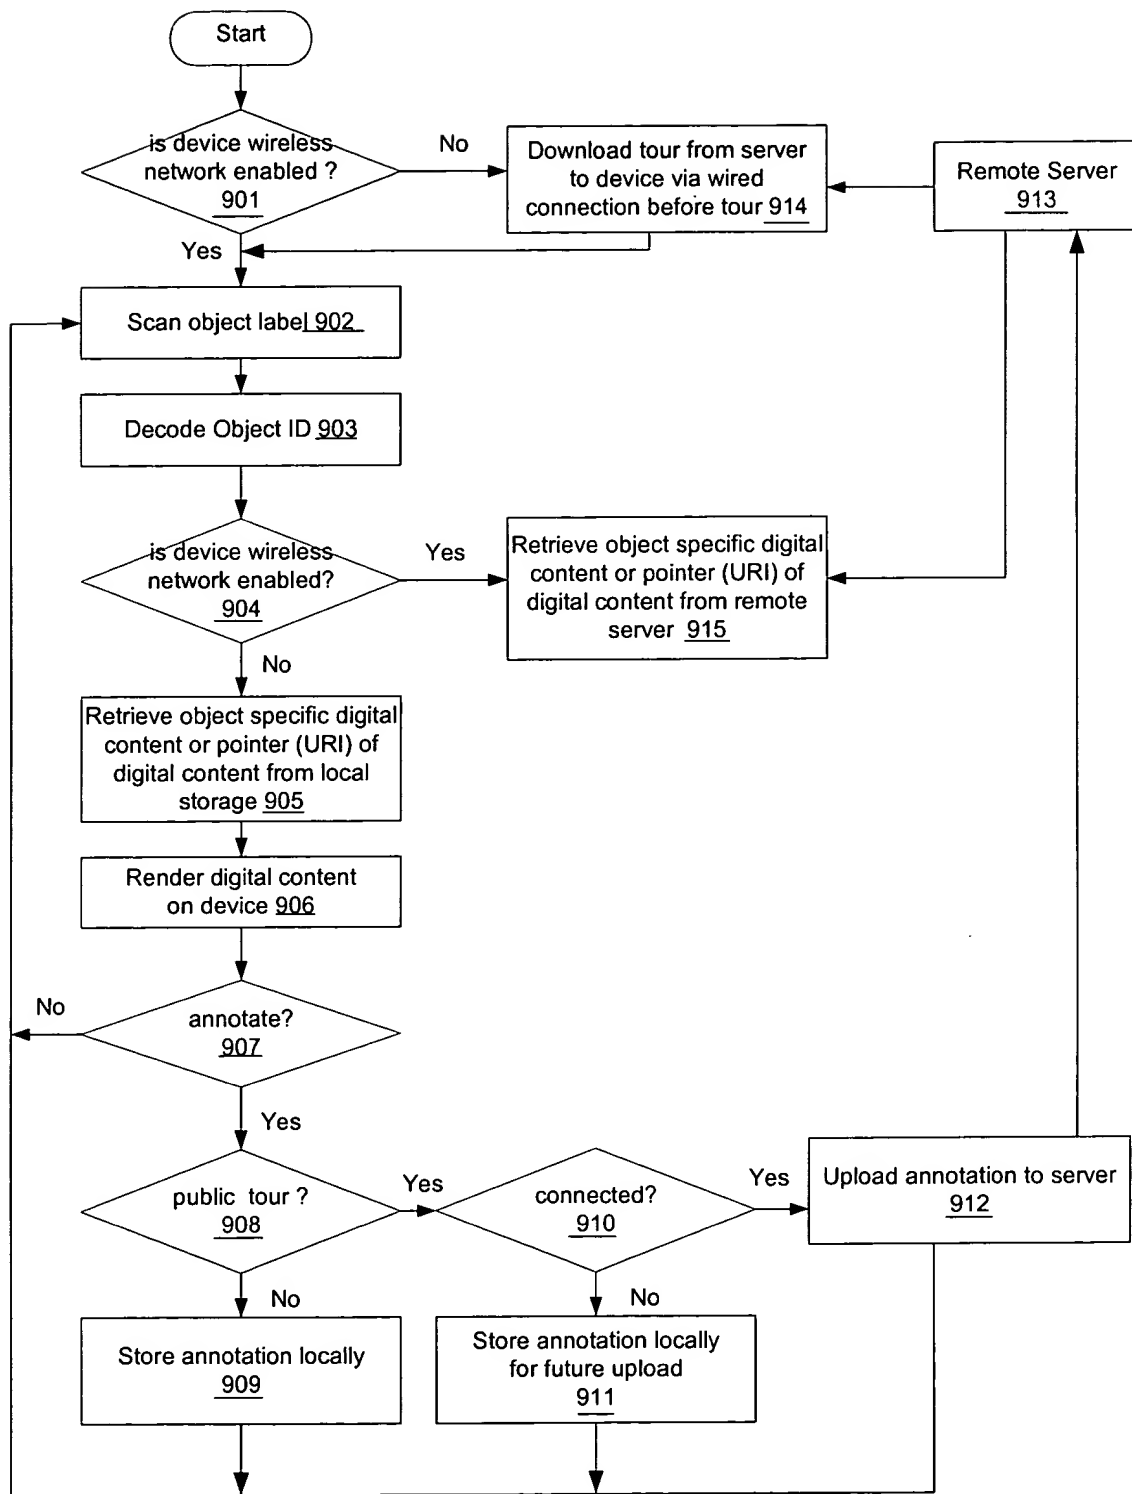 Start
is device wireless
network enabled ?
901
No
Yes
Download tour from server
to device via wired
connection before tour 914
Remote Server
913
Scan object label 902
Decode Object ID 903
is device wireless
network enabled?
904
Yes
No
Retrieve object specific digital
content or pointer (URI) of
digital content from remote
server 915
Retrieve object specific digital
content or pointer (URI) of
digital content from local
storage 905
Render digital content
on device 906
annotate?
907
No
Yes
public tour ?
908
Yes
No
connected?
910
Yes
No
Upload annotation to server
912
Store annotation locally
909
Store annotation locally
for future upload
911